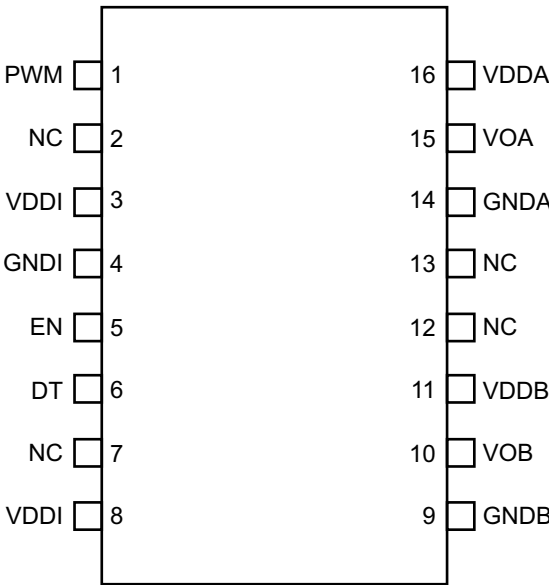 PWM 1 16 VDDA
NC 2 15 VOA
VDDI 3 14 GNDA
GNDI 4 13 NC
EN 5 12 NC
DT 6 11 VDDB
NC 7 10 VOB
VDDI 8 9 GNDB